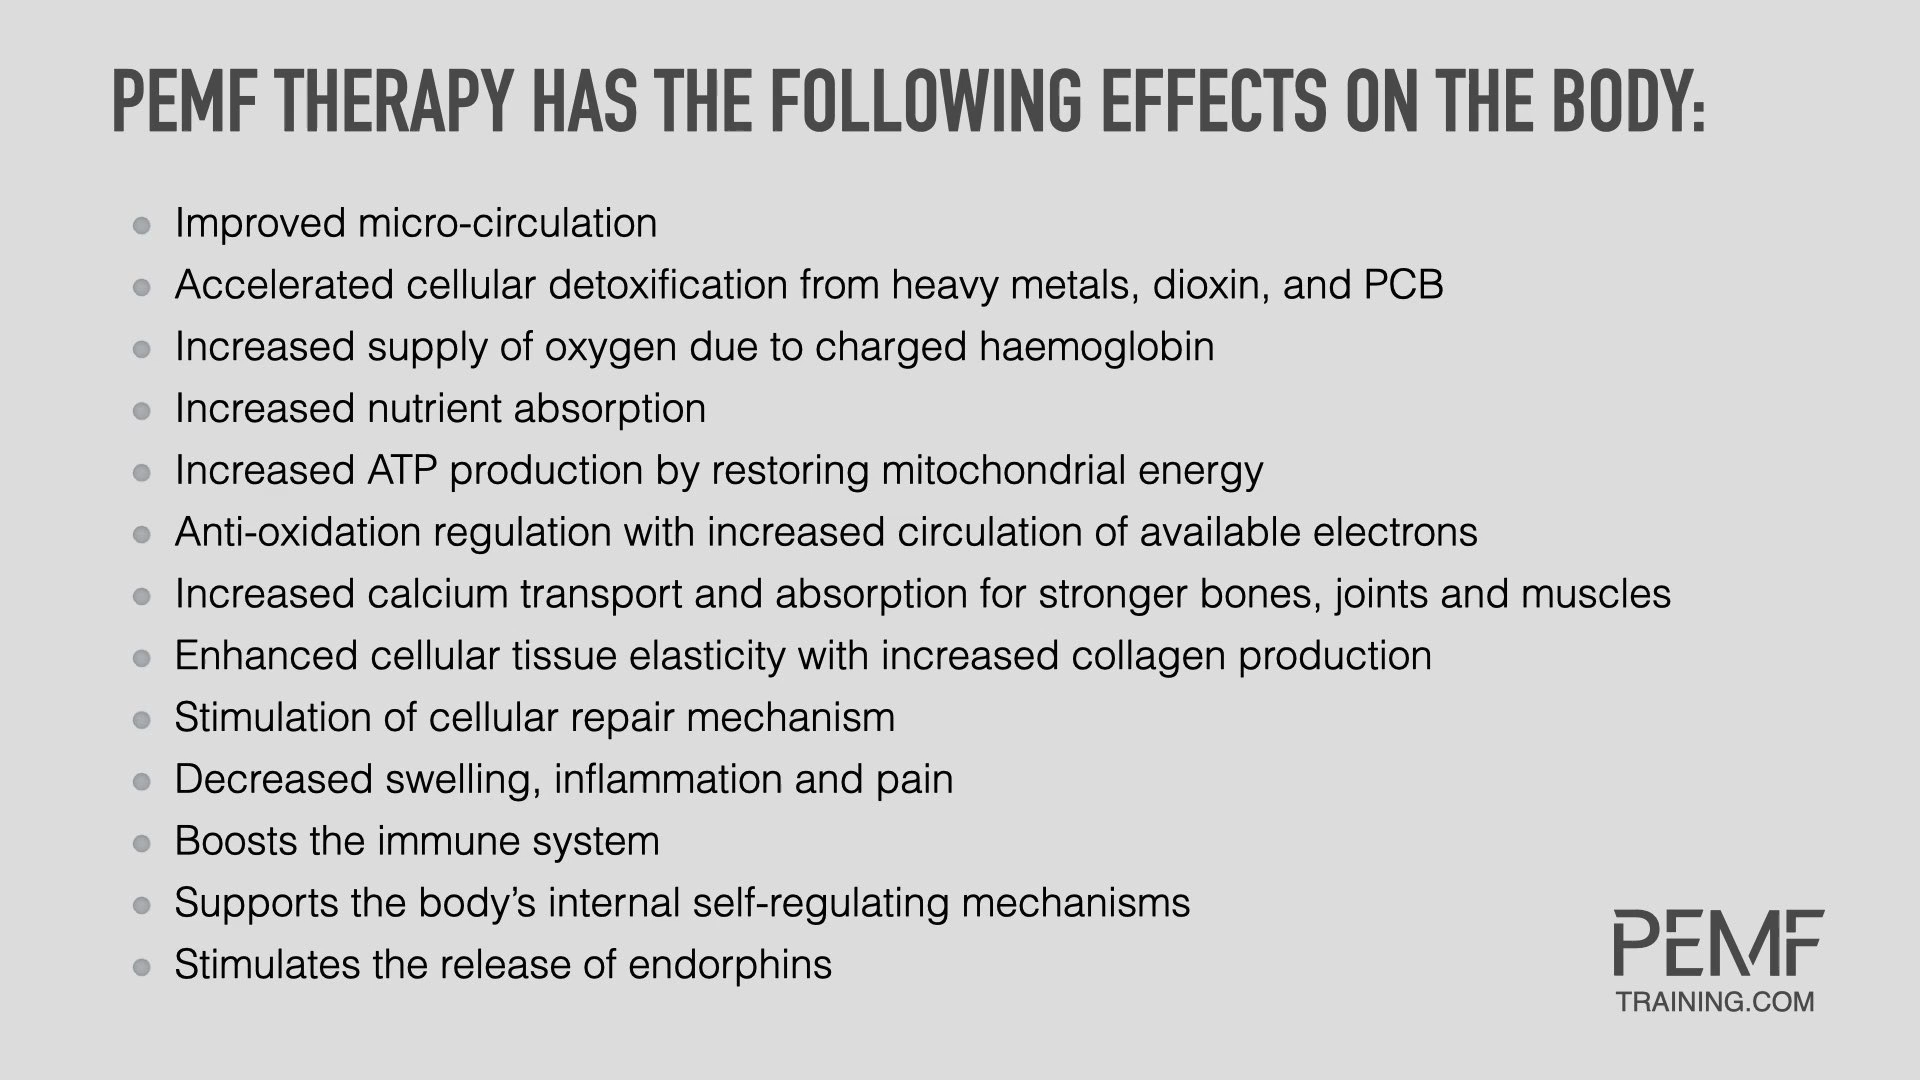 PEMF THERAPY HAS THE FOLLOWING EFFECTS ON THE BODY:
Improved micro-circulation
Accelerated cellular detoxification from heavy metals, dioxin, and PCB
Increased supply of oxygen due to charged haemoglobin
Increased nutrient absorption
Increased ATP production by restoring mitochondrial energy
Anti-oxidation regulation with increased circulation of available electrons
Increased calcium transport and absorption for stronger bones, joints and muscles
Enhanced cellular tissue elasticity with increased collagen production
Stimulation of cellular repair mechanism
Decreased swelling, inflammation and pain
Boosts the immune system
Supports the body’s internal self-regulating mechanisms
Stimulates the release of endorphins
PEMF
TRAINING.COM